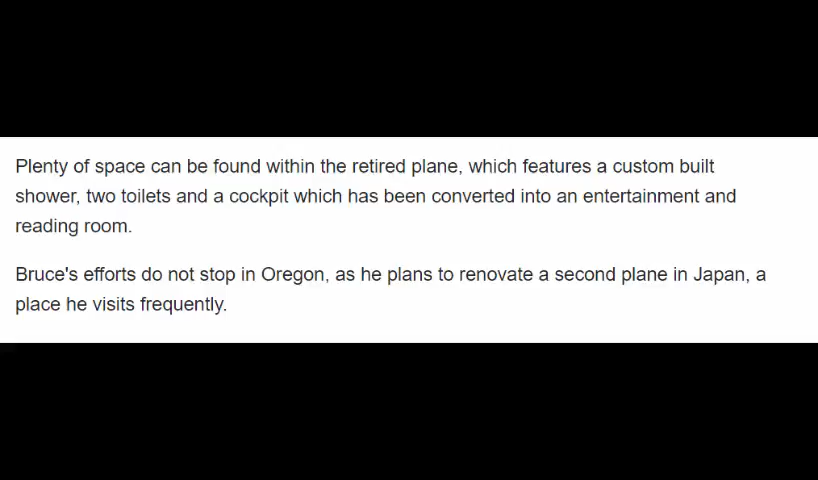 Plenty of space can be found within the retired plane, which features a custom built
shower, two toilets and a cockpit which has been converted into an entertainment and
reading room.
Bruce's efforts do not stop in Oregon, as he plans to renovate a second plane in Japan, a
place he visits frequently.